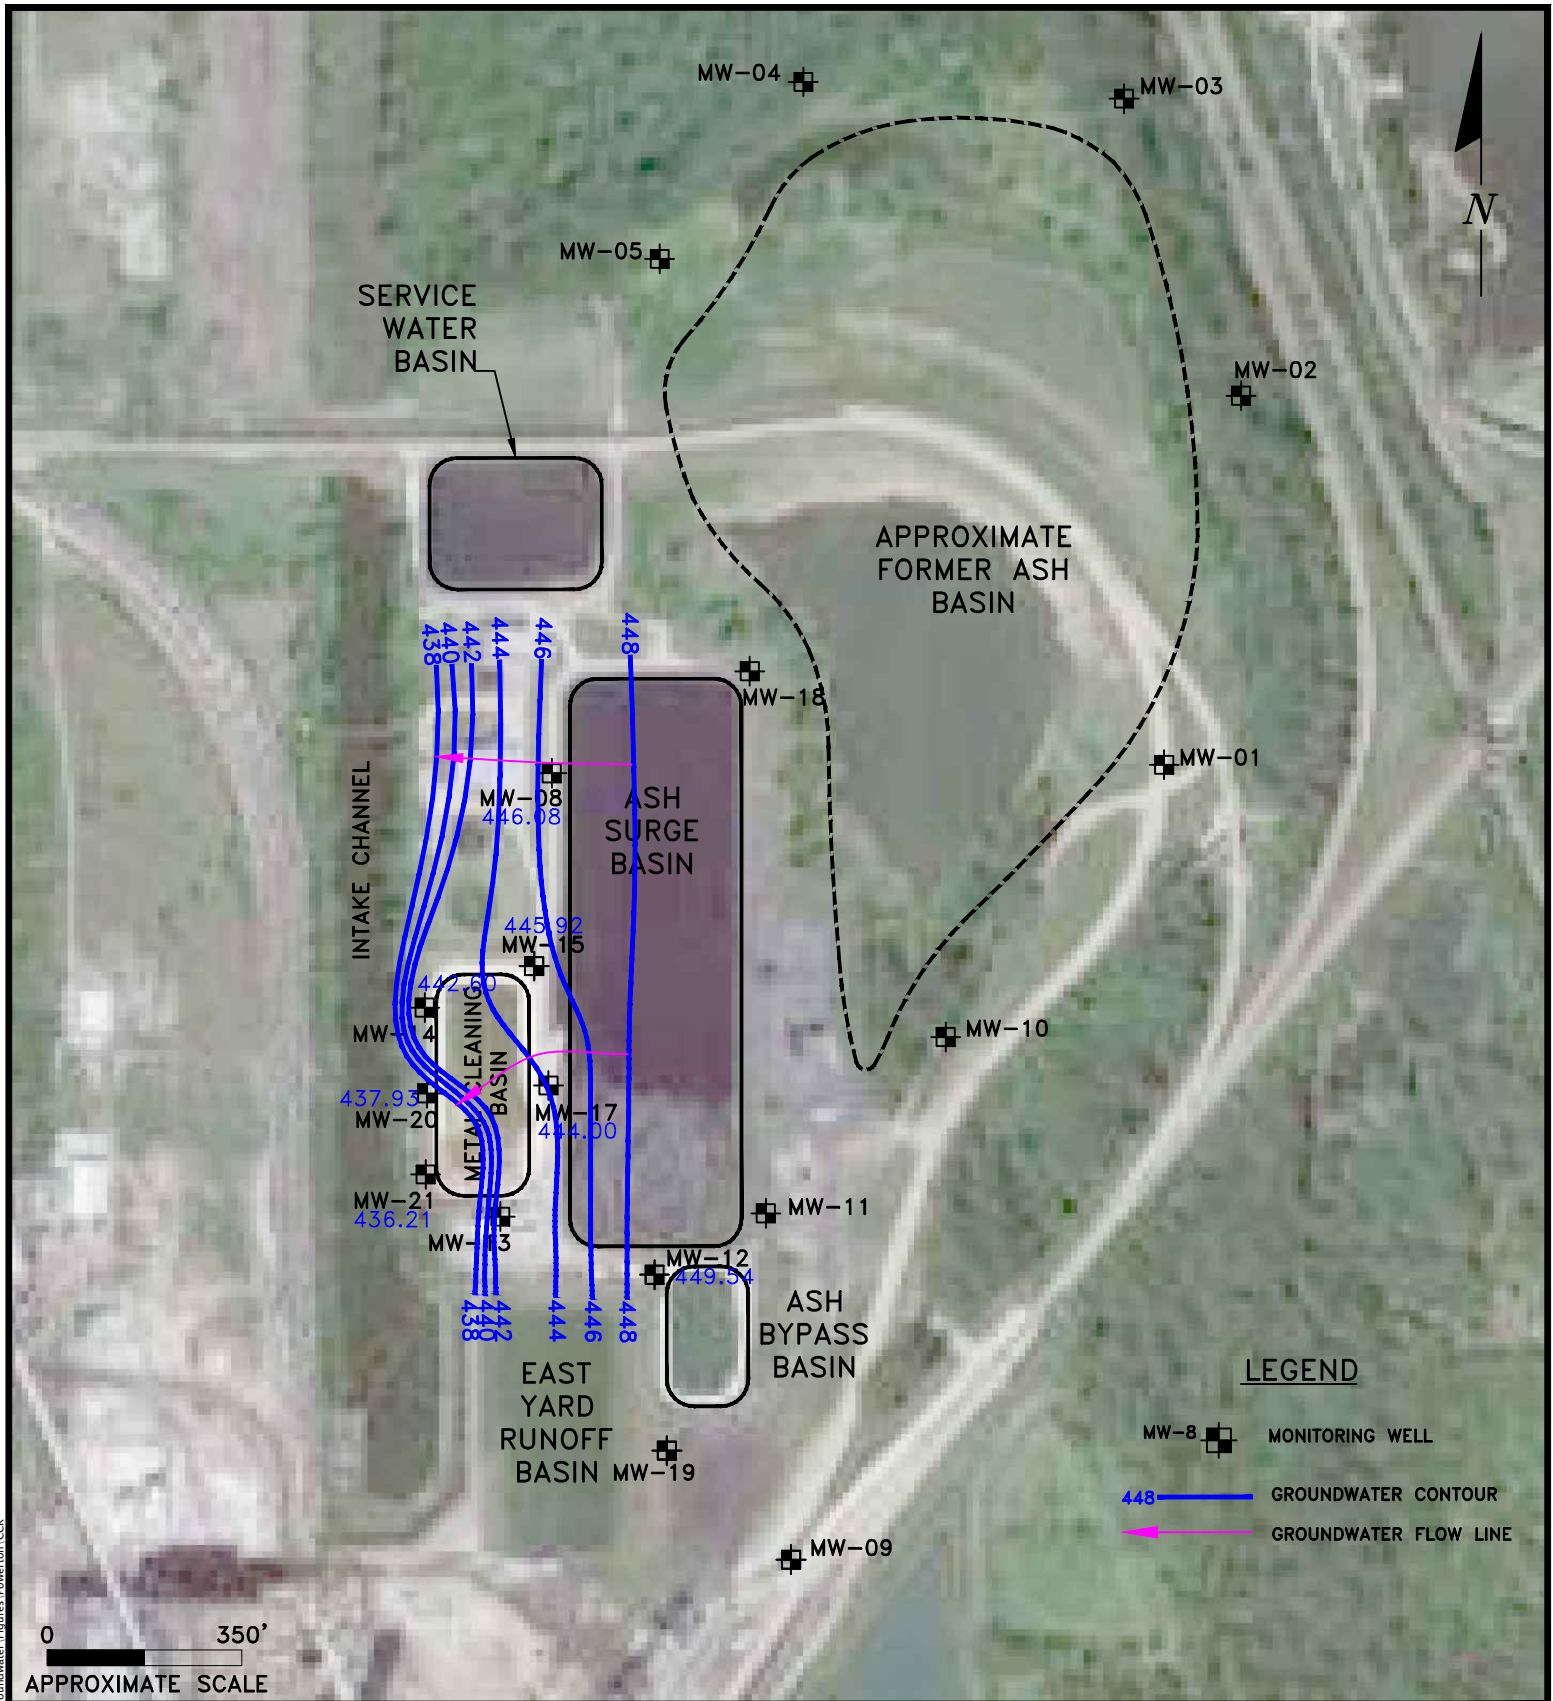 MW-04
MW-03
N
MW-05
SERVICE
WATER
BASIN
MW-02
APPROXIMATE
FORMER ASH
BASIN
438
440
442
444
446
448
MW-18
MW-01
INTAKE CHANNEL
MW-08
446.08
ASH
SURGE
BASIN
445.92
MW-15
442.60
MW-14
METAL CLEANING
BASIN
MW-10
437.93
MW-20
MW-17
444.00
MW-21
436.21
MW-13
MW-11
MW-12
449.54
438
440
442
444
446
448
ASH
BYPASS
BASIN
EAST
YARD
RUNOFF
BASIN
MW-19
MW-09
LEGEND
MW-8
MONITORING WELL
448
GROUNDWATER CONTOUR
GROUNDWATER FLOW LINE
0 350'
APPROXIMATE SCALE